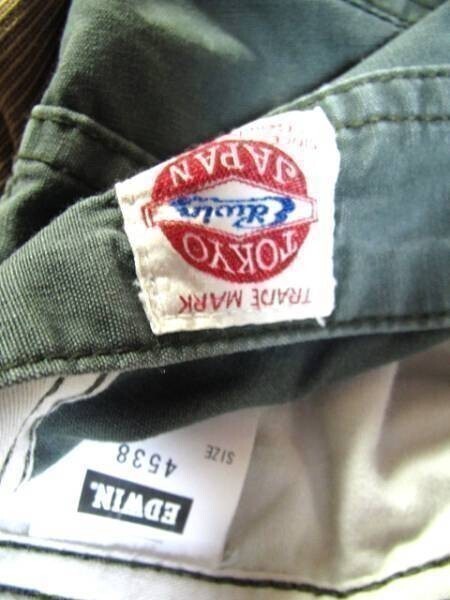 TRADE MARK
TOKYO
Edwin
JAPAN
EDWIN.
4538
SIZE